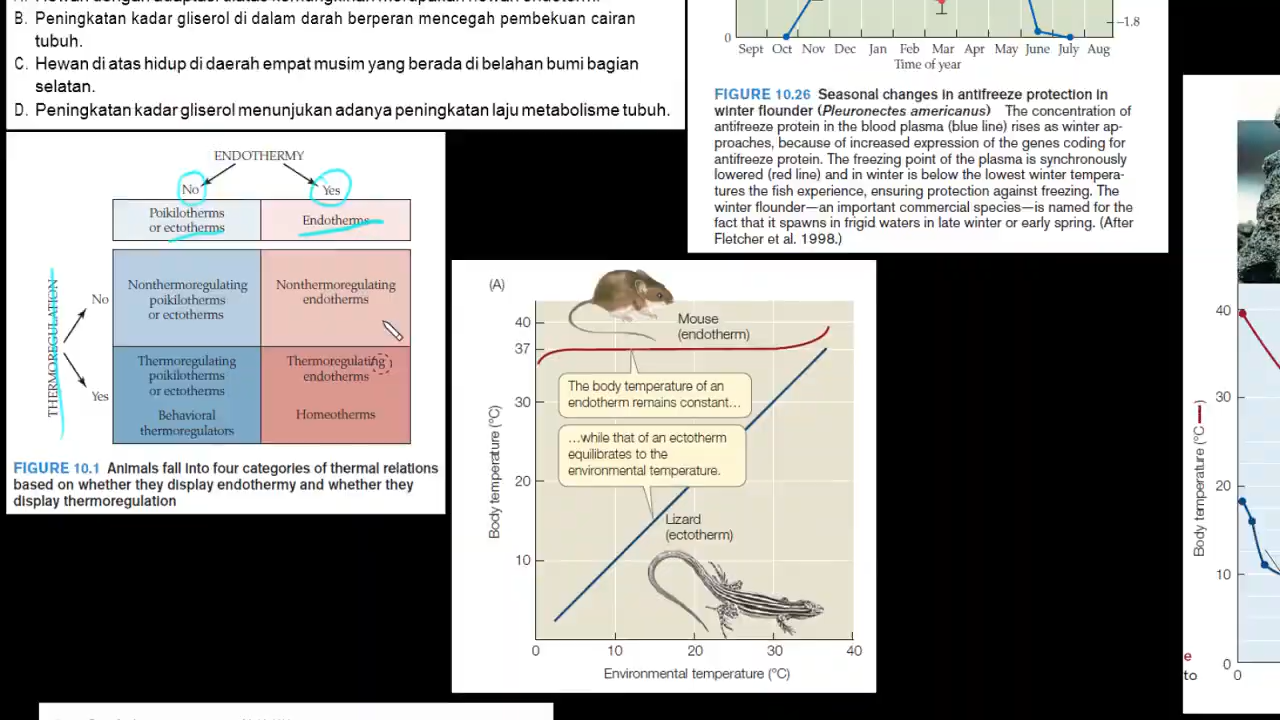 B. Peningkatan kadar gliserol di dalam darah berperan mencegah pembekuan cairan
tubuh.
C. Hewan di atas hidup di daerah empat musim yang berada di belahan bumi bagian
selatan.
D. Peningkatan kadar gliserol menunjukan adanya peningkatan laju metabolisme tubuh.
ENDOTHERMY
No
Yes
Poikilotherms
or ectotherms
Endotherms
THERMOREGULATION
No
Nonthermoregulating
poikilotherms
or ectotherms
Nonthermoregulating
endotherms
Yes
Thermoregulating
poikilotherms
or ectotherms
Behavioral
thermoregulators
Thermoregulating
endotherms
Homeotherms
FIGURE 10.1 Animals fall into four categories of thermal relations
based on whether they display endothermy and whether they
display thermoregulation
(A)
Mouse
(endotherm)
40
37
30
20
10
The body temperature of an
endotherm remains constant...
...while that of an ectotherm
equilibrates to the
environmental temperature.
Lizard
(ectotherm)
Body temperature (°C)
0 10 20 30 40
Environmental temperature (°C)
0
–1.8
Sept Oct Nov Dec Jan Feb Mar Apr May June July Aug
Time of year
FIGURE 10.26 Seasonal changes in antifreeze protection in
winter flounder (Pleuronectes americanus) The concentration of
antifreeze protein in the blood plasma (blue line) rises as winter ap-
proaches, because of increased expression of the genes coding for
antifreeze protein. The freezing point of the plasma is synchronously
lowered (red line) and in winter is below the lowest winter tempera-
tures the fish experience, ensuring protection against freezing. The
winter flounder—an important commercial species—is named for the
fact that it spawns in frigid waters in late winter or early spring. (After
Fletcher et al. 1998.)
40
30
20
10
0
Body temperature (°C
0
e
to